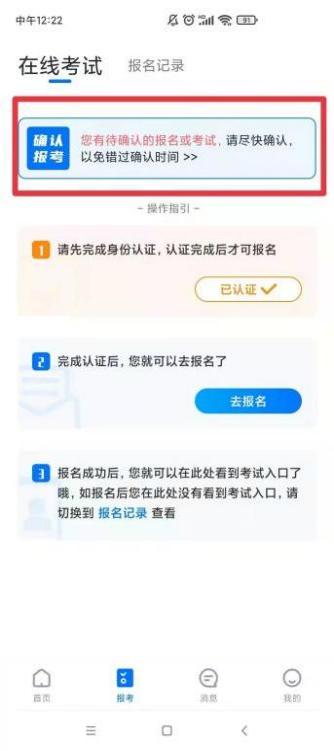 中午12:22
91
在线考试 报名记录
确认
报考
您有待确认的报名或考试，请尽快确认，
以免错过确认时间 >>
- 操作指引 -
1 请先完成身份认证，认证完成后才可报名
已认证
2 完成认证后，您就可以去报名了
去报名
3 报名成功后，您就可以在此处看到考试入口了
哦，如报名后您在此处没有看到考试入口，请
切换到 报名记录 查看
首页 报考 消息 我的